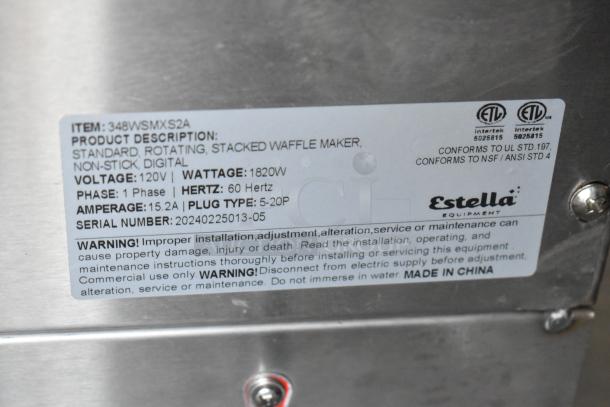 ITEM: 348WSMXS2A
PRODUCT DESCRIPTION:
STANDARD, ROTATING, STACKED WAFFLE MAKER,
NON-STICK, DIGITAL
VOLTAGE: 120V | WATTAGE: 1820W
PHASE: 1 Phase | HERTZ: 60 Hertz
AMPERAGE: 15.2A | PLUG TYPE: 5-20P
SERIAL NUMBER: 20240225013-05
ETL ETL
Intertek Intertek
5025815 5025815
CONFORMS TO UL STD.197,
CONFORMS TO NSF / ANSI STD.4
Estella
EQUIPMENT
WARNING! Improper installation,adjustment,alteration,service or maintenance can
cause property damage, injury or death. Read the installation, operating, and
maintenance instructions thoroughly before installing or servicing this equipment.
Commercial use only WARNING! Disconnect from electric supply before adjustment,
alteration, service or maintenance. Do not immerse in water. MADE IN CHINA